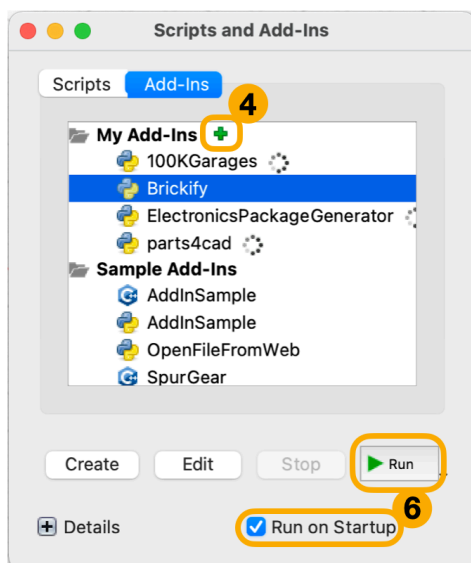 Scripts and Add-Ins
Scripts Add-Ins
4
My Add-Ins
100KGarages
Brickify
ElectronicsPackageGenerator
parts4cad
Sample Add-Ins
AddInSample
AddInSample
OpenFileFromWeb
SpurGear
Create Edit Stop Run
6
Details Run on Startup